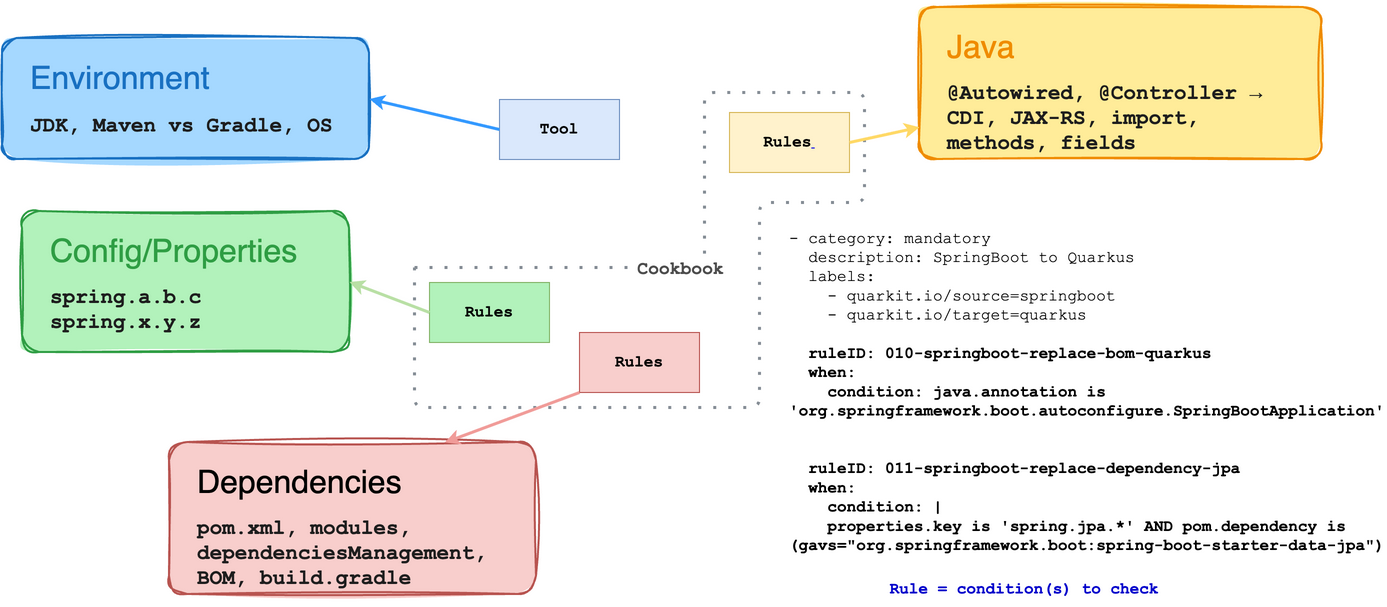 Environment
JDK, Maven vs Gradle, OS
Tool
Rules
Java
@Autowired, @Controller →
CDI, JAX-RS, import,
methods, fields
Config/Properties
spring.a.b.c
spring.x.y.z
Cookbook
Rules
Rules
Dependencies
pom.xml, modules,
dependenciesManagement,
BOM, build.gradle
- category: mandatory
description: SpringBoot to Quarkus
labels:
- quarkit.io/source=springboot
- quarkit.io/target=quarkus
ruleID: 010-springboot-replace-bom-quarkus
when:
condition: java.annotation is
'org.springframework.boot.autoconfigure.SpringBootApplication'
ruleID: 011-springboot-replace-dependency-jpa
when:
condition: |
properties.key is 'spring.jpa.*' AND pom.dependency is
(gavs="org.springframework.boot:spring-boot-starter-data-jpa")
Rule = condition(s) to check